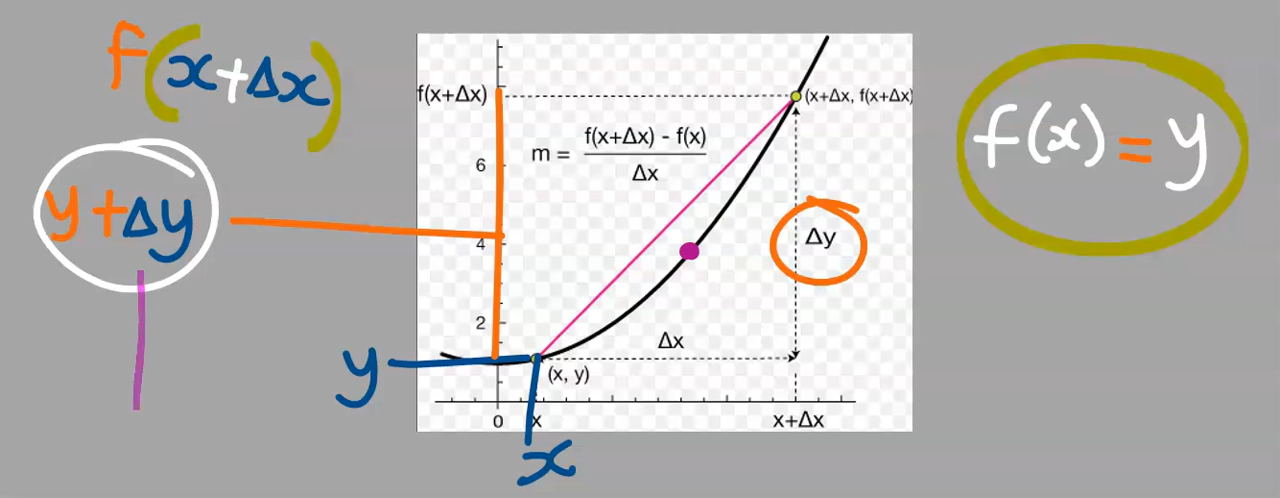 f(x+Δx)
y+Δy
y
x
f(x)=y
f(x+Δx)
(x+Δx, f(x+Δx)
m = f(x+Δx) - f(x)
Δx
6
4
2
Δy
Δx
(x, y)
0
x
x+Δx